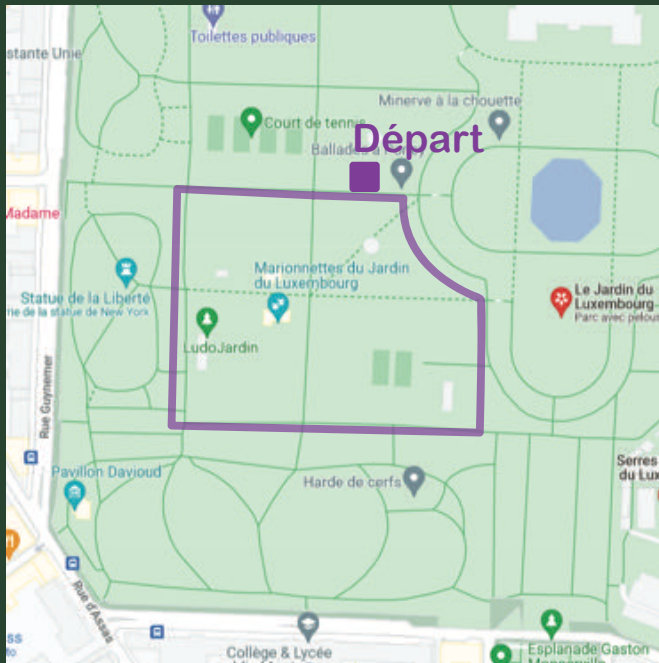 Toilettes publiques
stante Unie
Minerve à la chouette
Court de tennis
Départ
Madame
Marionnettes du Jardin
du Luxembourg
Statue de la Liberté
rie de la statue de New York
Le Jardin du
Luxembourg
Parc avec pelous
LudoJardin
Rue Guynemer
Pavillon Davioud
Harde de cerfs
Serres
du Lux
Rue d'Assas
ss
Collège & Lycée
Esplanade Gaston